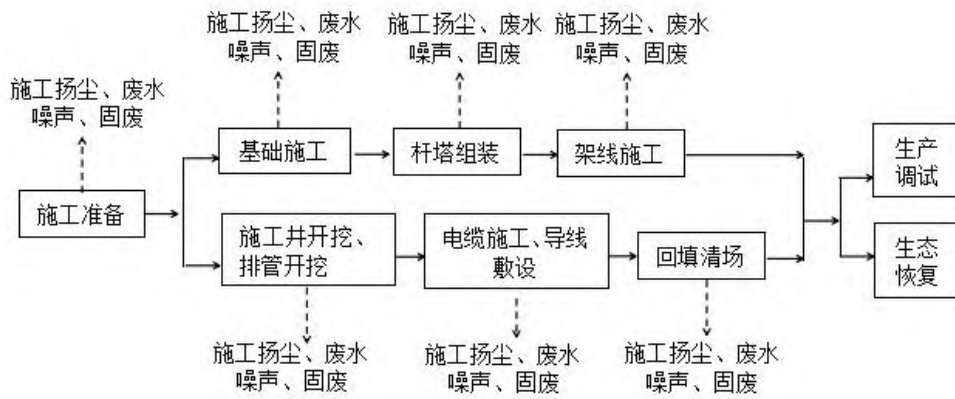 施工扬尘、废水
噪声、固废
施工扬尘、废水
噪声、固废
施工扬尘、废水
噪声、固废
施工扬尘、废水
噪声、固废
施工准备
基础施工
杆塔组装
架线施工
施工井开挖、
排管开挖
电缆施工、导线
敷设
回填清场
生产
调试
生态
恢复
施工扬尘、废水
噪声、固废
施工扬尘、废水
噪声、固废
施工扬尘、废水
噪声、固废